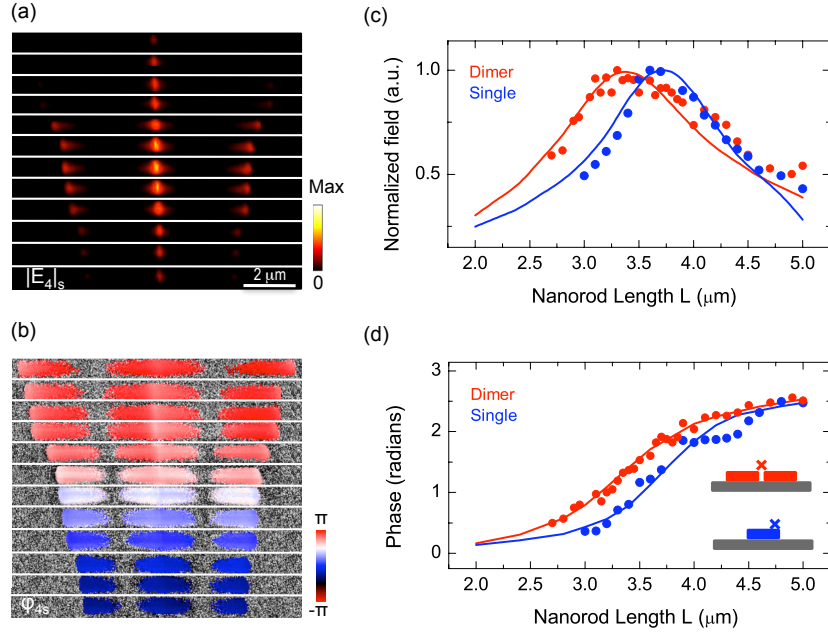 (a)
|E₄|ₛ
2 μm
Max
0
(b)
φ₄ₛ
π
-π
(c)
Normalized field (a.u.)
1.0
0.5
Dimer
Single
2.0 2.5 3.0 3.5 4.0 4.5 5.0
Nanorod Length L (μm)
(d)
Phase (radians)
3
2
1
0
Dimer
Single
2.0 2.5 3.0 3.5 4.0 4.5 5.0
Nanorod Length L (μm)